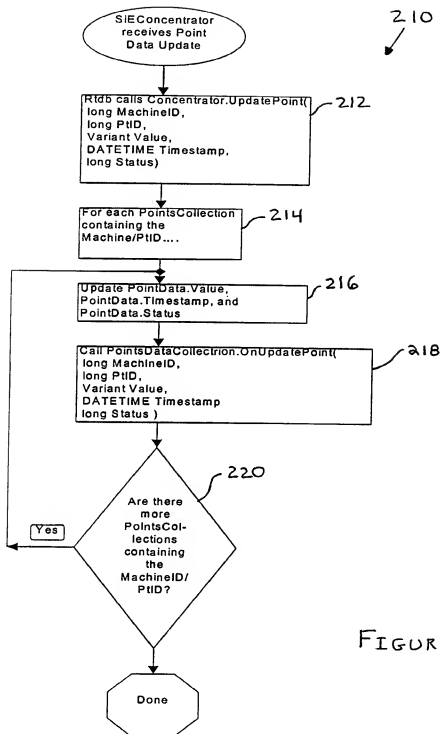 SiEConcentrator
receives Point
Data Update
210
Rtdb calls Concentrator.UpdatePoint(
long MachineID,
long PtID,
Variant Value,
DATETIME Timestamp,
long Status)
212
For each PointsCollection
containing the
Machine/PtID....
214
Update PointData.Value,
PointData.Timestamp, and
PointData.Status
216
Call PointsDataCollectrion.OnUpdatePoint(
long MachineID,
long PtID,
Variant Value,
DATETIME Timestamp
long Status )
218
220
Are there
more
PointsCol-
lections
containing
the
MachineID/
PtID?
Yes
FIGUR
Done